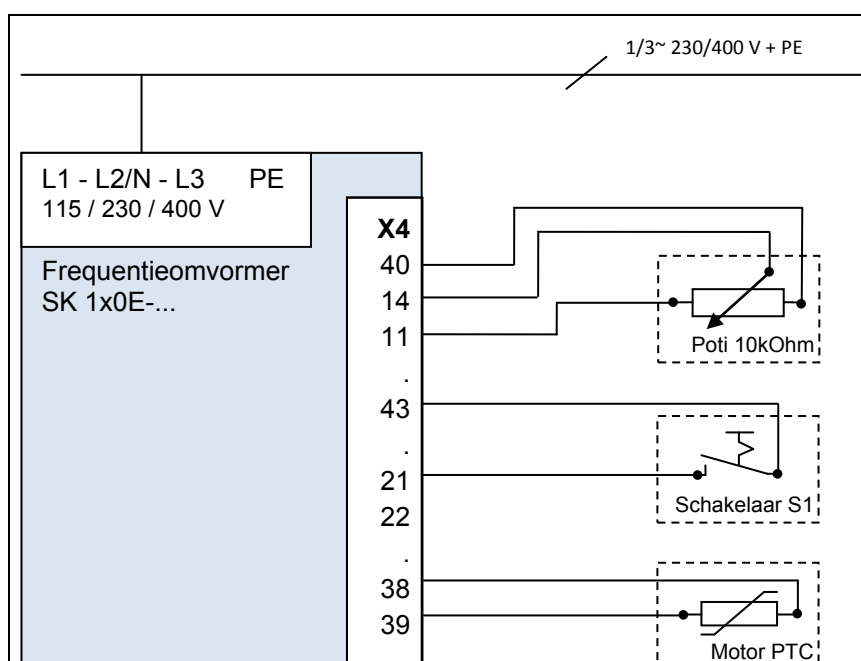 1/3~ 230/400 V + PE
L1 - L2/N - L3 PE
115 / 230 / 400 V
Frequentieomvormer
SK 1x0E-...
X4
40
14
11
.
43
.
21
22
.
38
39
Poti 10kOhm
Schakelaar S1
Motor PTC